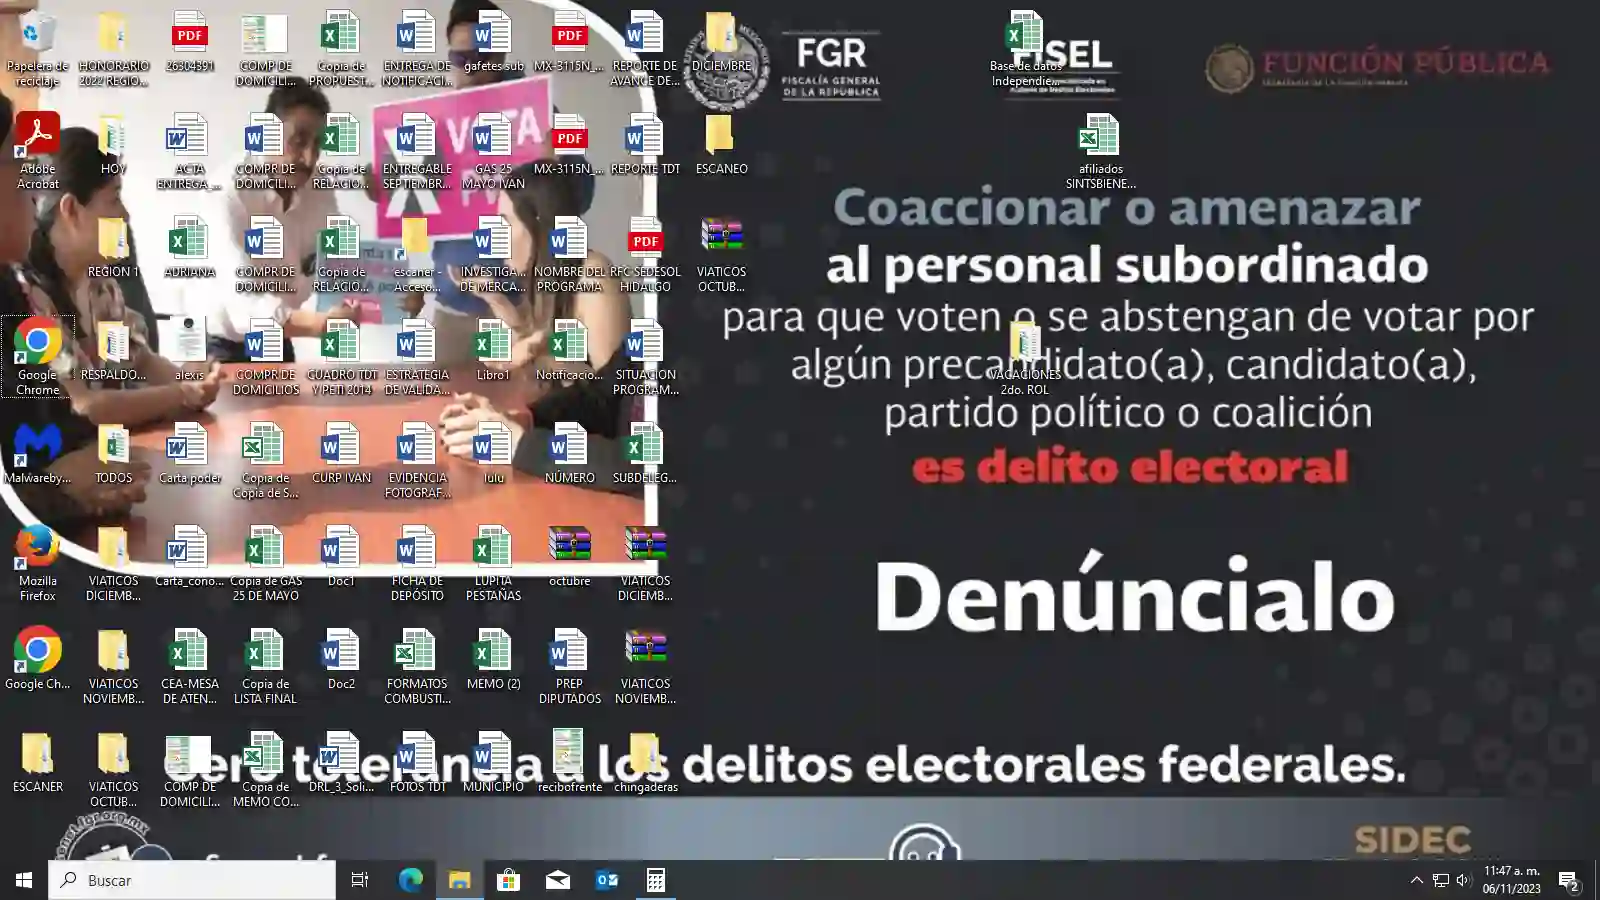 Papelera de
reciclaje
HONORARIO
2022 REGIO...
PDF
26304391
COMP DE
DOMICILI...
Copia de
PROPUEST...
ENTREGA DE
NOTIFICACI...
gafetes sub
PDF
MX-3115N_...
REPORTE DE
AVANCE DE...
DICIEMBRE
FGR
FISCALÍA GENERAL
DE LA REPÚBLICA
Base de datos
Independie...
FISEL
FUNCIÓN PÚBLICA
Adobe
Acrobat
HOY
ACTA
ENTREGA_...
COMPR DE
DOMICILI...
Copia de
RELACIO...
ENTREGABLE
SEPTIEMBR...
GAS 25
MAYO IVAN
PDF
MX-3115N_...
REPORTE TDT
ESCANEO
afiliados
SINTSBIENE...
VOTA
REGION 1
ADRIANA
COMPR DE
DOMICILI...
Copia de
RELACIO...
escaner -
Acceso...
INVESTIGA...
DE MERCA...
NOMBRE DEL
PROGRAMA
PDF
RFC-SEDESOL
HIDALGO
VIATICOS
OCTUB...
Coaccionar o amenazar
al personal subordinado
para que voten o se abstengan de votar por
algún precandidato(a), candidato(a),
partido político o coalición
es delito electoral
Google
Chrome
RESPALDO...
alexis
COMPR DE
DOMICILIOS
CUADRO TDT
Y PETI 2014
ESTRATEGIA
DE VALIDA...
Libro1
Notificacio...
SITUACION
PROGRAM...
VACACIONES
2do. ROL
Malwareby...
TODOS
Carta poder
Copia de
Copia de S...
CURP IVAN
EVIDENCIA
FOTOGRAF...
lulu
NÚMERO
SUBDELEG...
Mozilla
Firefox
VIATICOS
DICIEMB...
Carta_cono...
Copia de GAS
25 DE MAYO
Doc1
FICHA DE
DEPÓSITO
LUPITA
PESTAÑAS
octubre
VIATICOS
DICIEMB...
Denúncialo
Google Ch...
VIATICOS
NOVIEMB...
CEA-MESA
DE ATEN...
Copia de
LISTA FINAL
Doc2
FORMATOS
COMBUSTI...
MEMO (2)
PREP
DIPUTADOS
VIATICOS
NOVIEMB...
Cero tolerancia a los delitos electorales federales.
ESCANER
VIATICOS
OCTUB...
COMP DE
DOMICILI...
Copia de
MEMO CO...
DRL_3_Soli...
FOTOS TDT
MUNICIPIO
recibofrente
chingaderas
SIDEC
Buscar
11:47 a. m.
06/11/2023
2